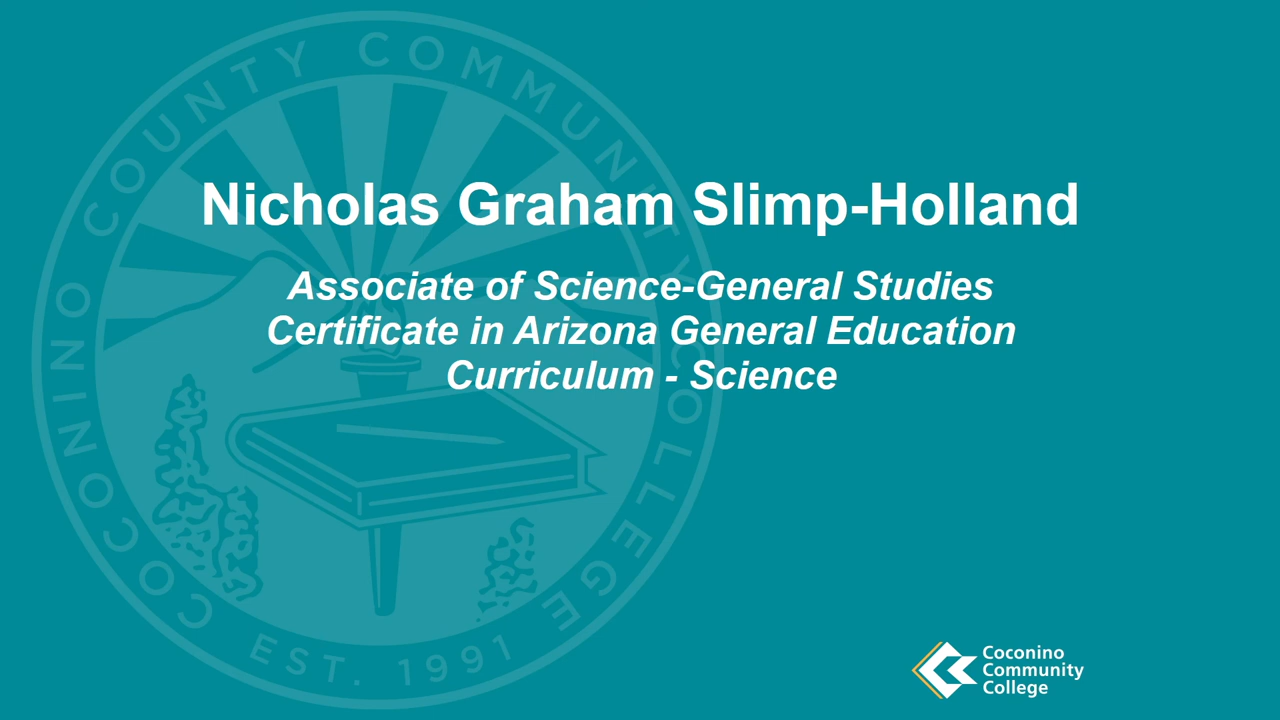 COCONINO COUNTY COMMUNITY COLLEGE
EST. 1991
Nicholas Graham Slimp-Holland
Associate of Science-General Studies
Certificate in Arizona General Education
Curriculum - Science
Coconino
Community
College